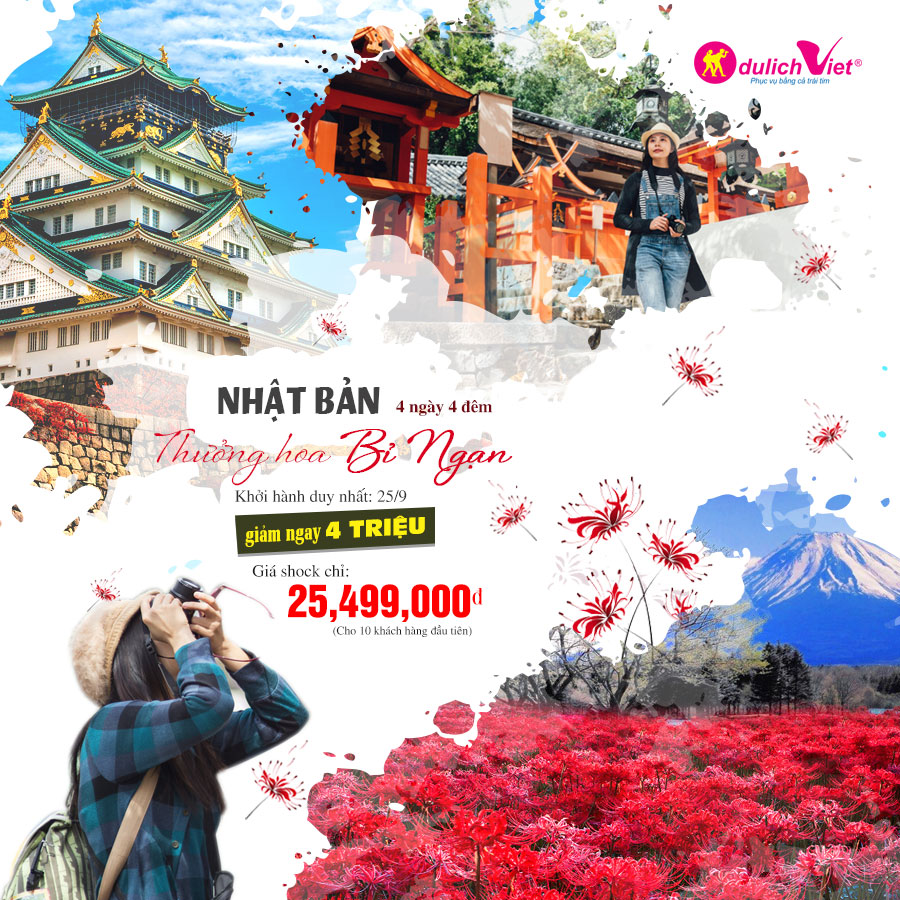 dulichViet®
Phục vụ bằng cả trái tim
NHẬT BẢN 4 ngày 4 đêm
Thưởng hoa Bỉ Ngạn
Khởi hành duy nhất: 25/9
giảm ngay 4 TRIỆU
Giá shock chỉ:
25,499,000đ
(Cho 10 khách hàng đầu tiên)